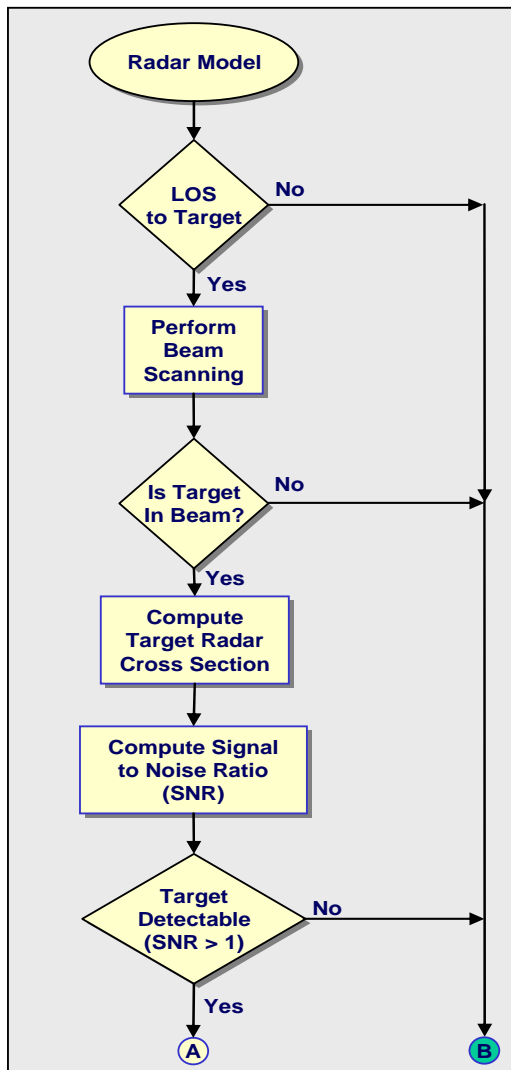 Radar Model
LOS
to Target
No
Yes
Perform
Beam
Scanning
Is Target
In Beam?
No
Yes
Compute
Target Radar
Cross Section
Compute Signal
to Noise Ratio
(SNR)
Target
Detectable
(SNR > 1)
No
Yes
A
B